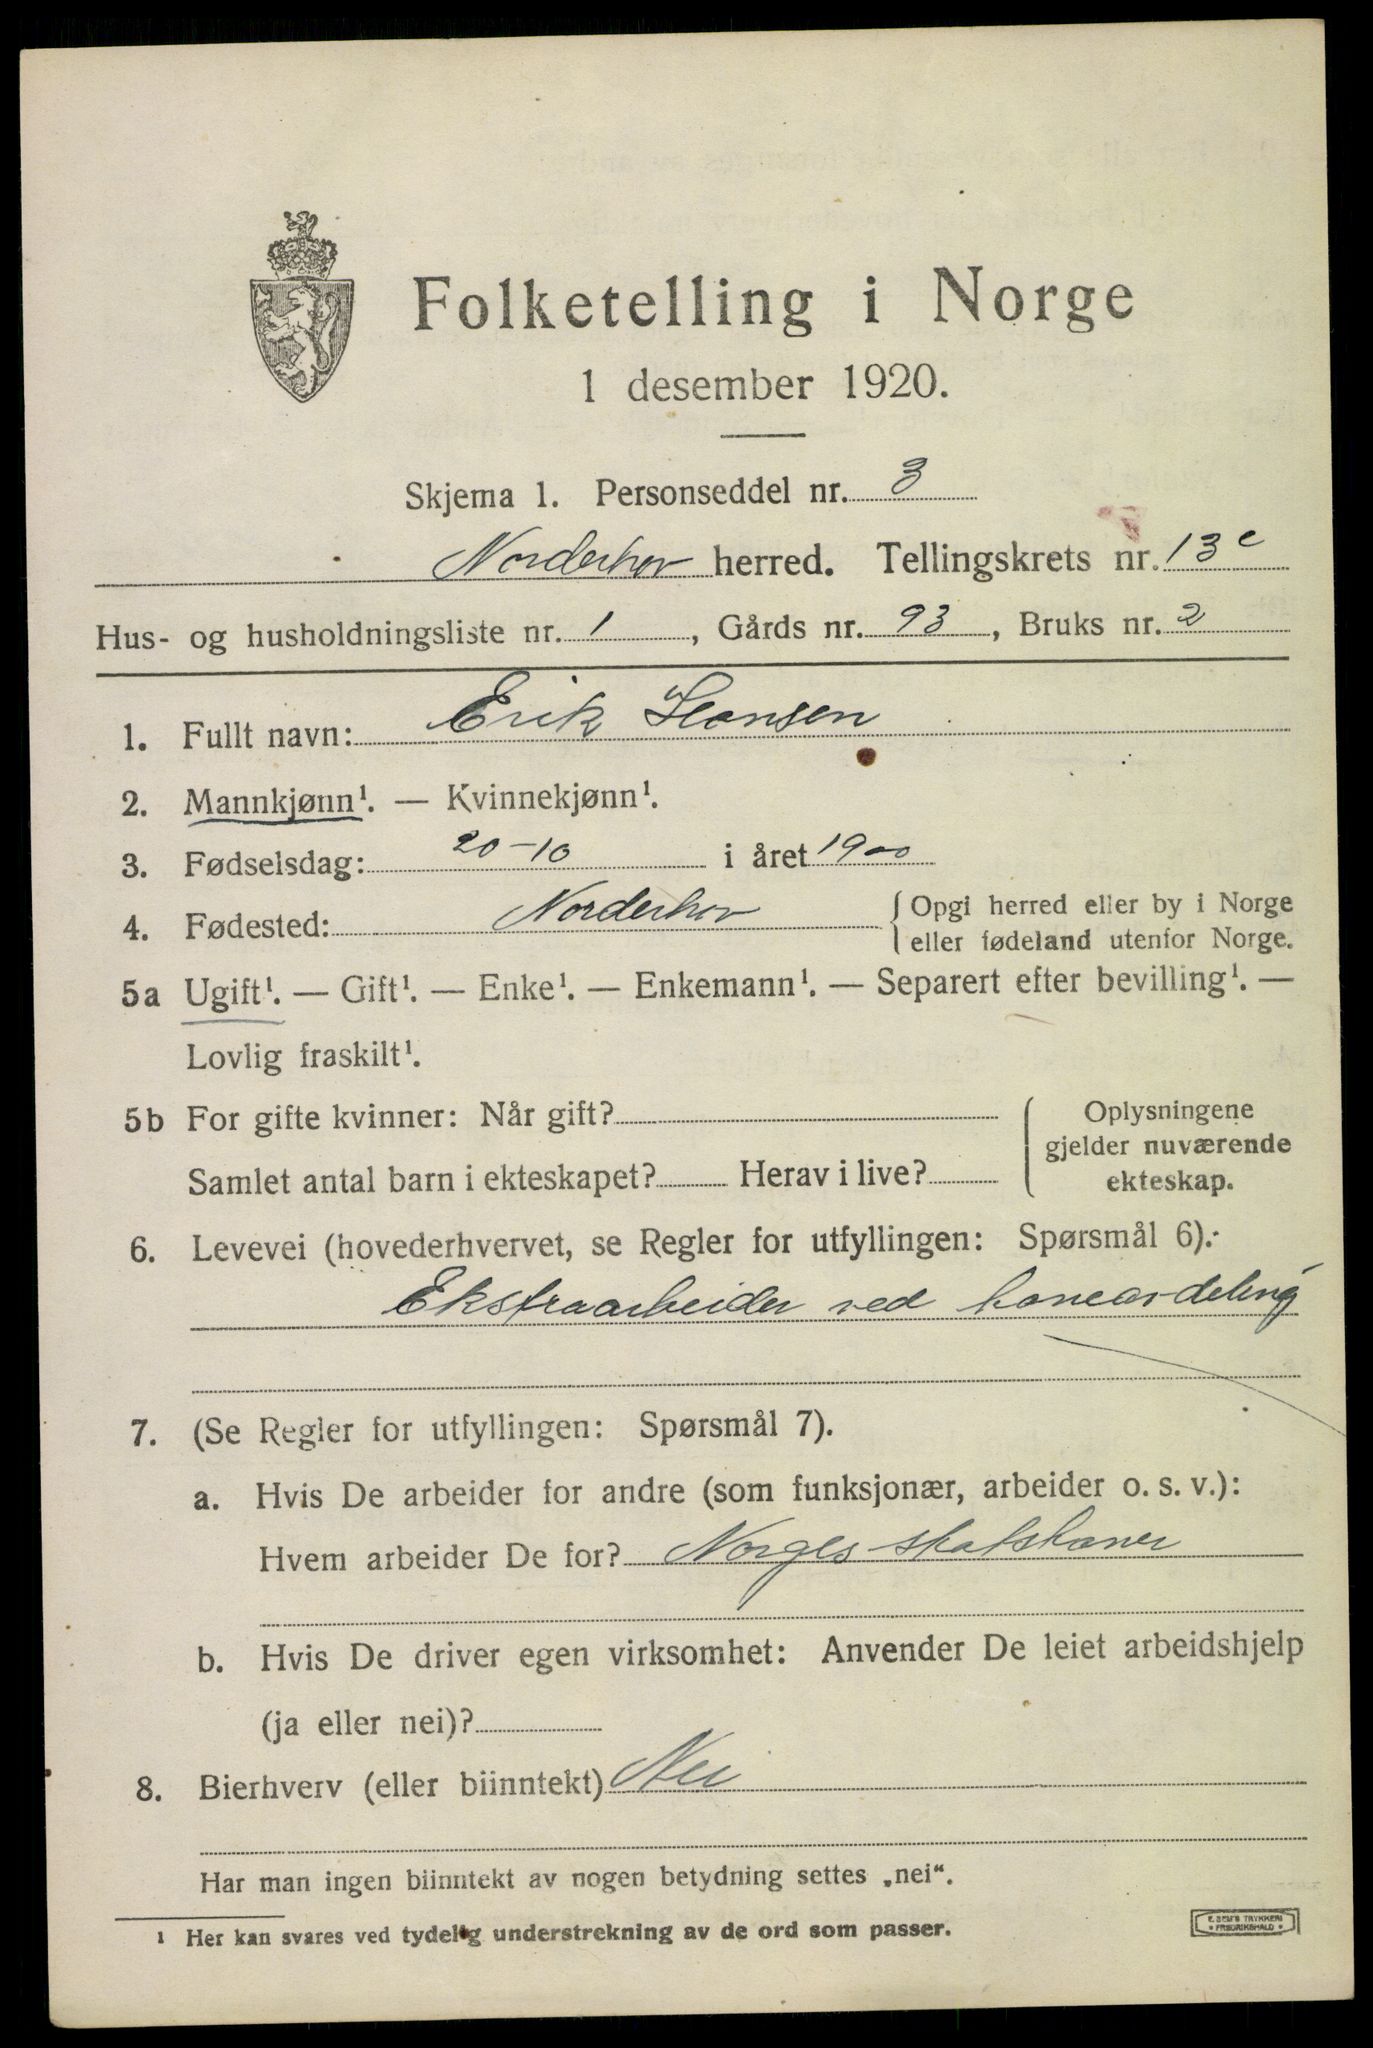 Folketelling i Norge
1 desember 1920.
Skjema 1. Personseddel nr. 3
Norderhov herred. Tellingskrets nr. 13c
Hus- og husholdningsliste nr. 1, Gårds nr. 93, Bruks nr. 2
1. Fullt navn: Erik Hansen
2. Mannkjønn¹. — Kvinnekjønn¹.
3. Fødselsdag: 20-10 i året 1900
4. Fødested: Norderhov { Opgi herred eller by i Norge
eller fødeland utenfor Norge.
5a Ugift¹. — Gift¹. — Enke¹. — Enkemann¹. — Separert efter bevilling¹. —
Lovlig fraskilt¹.
5b For gifte kvinner: Når gift?
Samlet antal barn i ekteskapet? Herav i live?
Oplysningene
gjelder nuværende
ekteskap.
6. Levevei (hovederhvervet, se Regler for utfyllingen: Spørsmål 6):
Ekstraarbeider ved baneavdeling
7. (Se Regler for utfyllingen: Spørsmål 7).
a. Hvis De arbeider for andre (som funksjonær, arbeider o. s. v.):
Hvem arbeider De for? Norges statsbaner
b. Hvis De driver egen virksomhet: Anvender De leiet arbeidshjelp
(ja eller nei)?
8. Bierhverv (eller biinntekt) Nei
Har man ingen biinntekt av nogen betydning settes „nei“.
1 Her kan svares ved tydelig understrekning av de ord som passer.
E. SEM'S TRYKKERI
FREDRIKSHALD